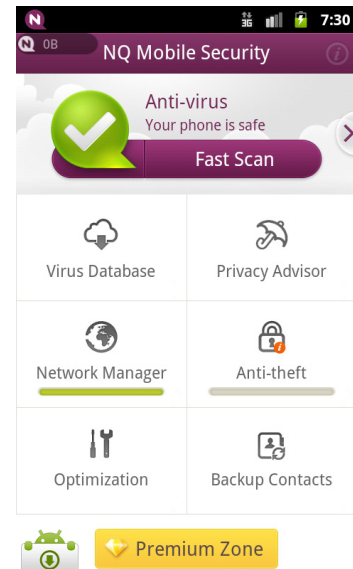 3G 7:30
0B
NQ Mobile Security
Anti-virus
Your phone is safe
Fast Scan
Virus Database
Privacy Advisor
Network Manager
Anti-theft
Optimization
Backup Contacts
Premium Zone